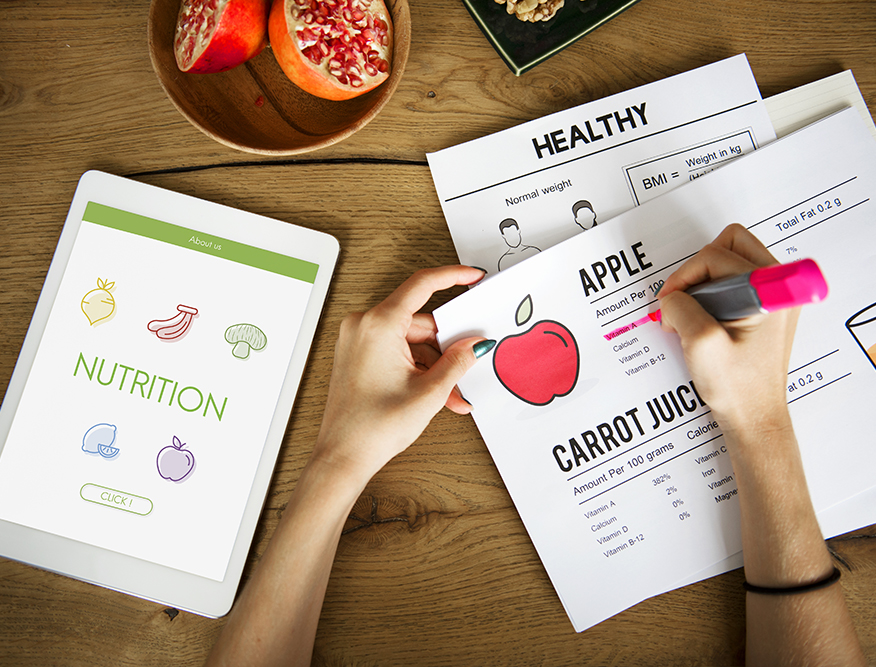 About us
NUTRITION
CLICK !
HEALTHY
Normal weight
BMI = Weight in kg
APPLE
Amount Per 100
Total Fat 0.2 g
7%
Vitamin A
Calcium
Vitamin D
Vitamin B-12
CARROT JUIC
Amount Per 100 grams
at 0.2 g
Vitamin A 382%
Calcium 2%
Vitamin D 0%
Vitamin B-12 0%
Vitamin C
Iron